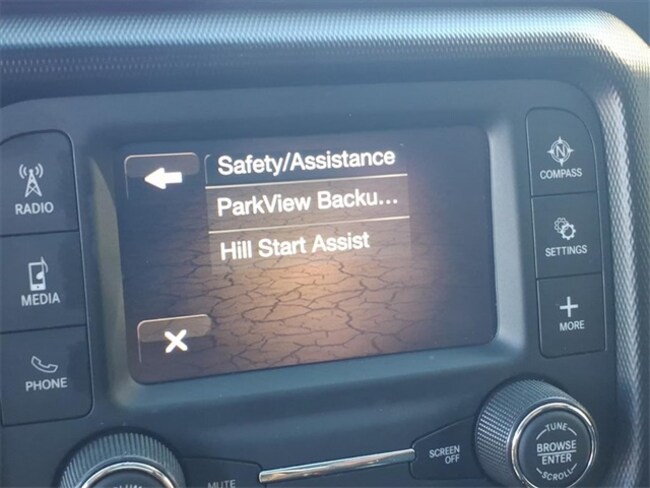 Safety/Assistance
ParkView Backu...
Hill Start Assist
RADIO
MEDIA
PHONE
N
COMPASS
SETTINGS
MORE
MUTE
SCREEN
OFF
TUNE
BROWSE
ENTER
SCROLL